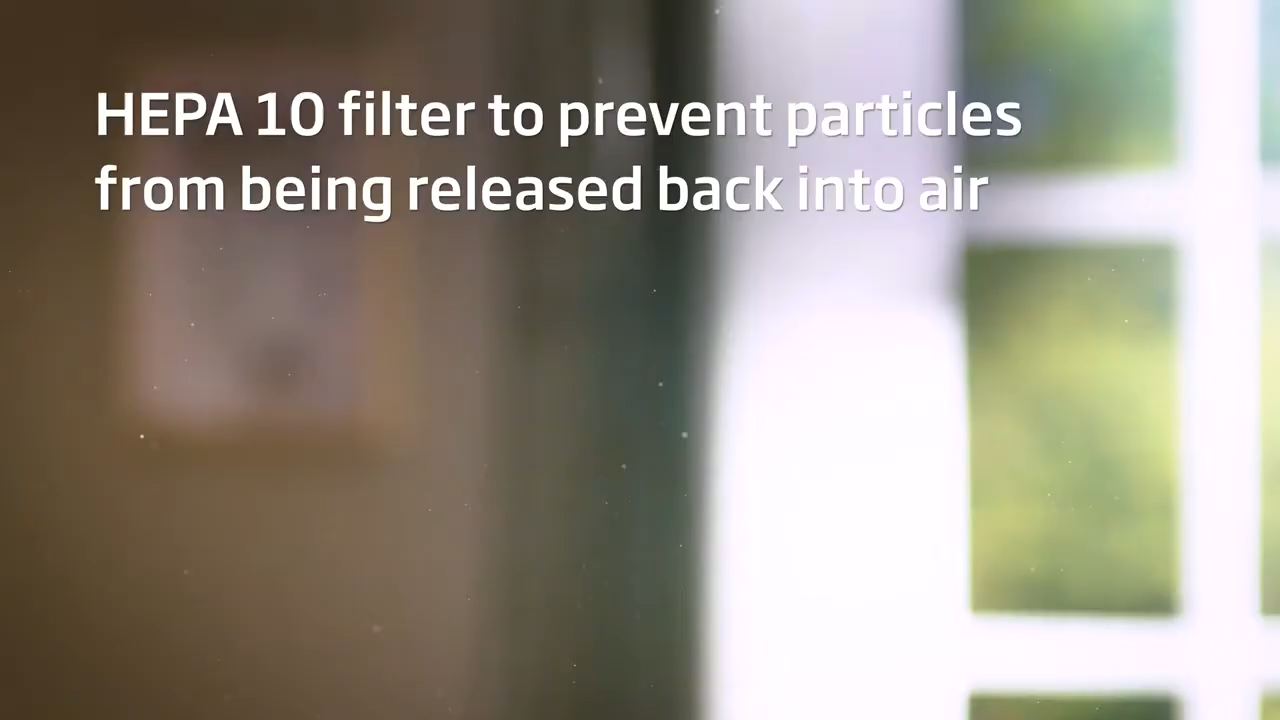 HEPA 10 filter to prevent particles
from being released back into air